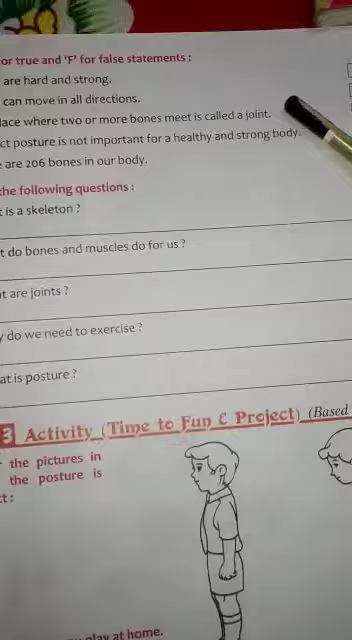 or true and 'F' for false statements :
are hard and strong.
can move in all directions.
lace where two or more bones meet is called a joint.
ct posture is not important for a healthy and strong body.
are 206 bones in our body.
the following questions :
t is a skeleton ?
t do bones and muscles do for us ?
at are joints ?
y do we need to exercise ?
at is posture ?
3 Activity (Time to Fun & Project) (Based
the pictures in
the posture is
ct :
play at home.